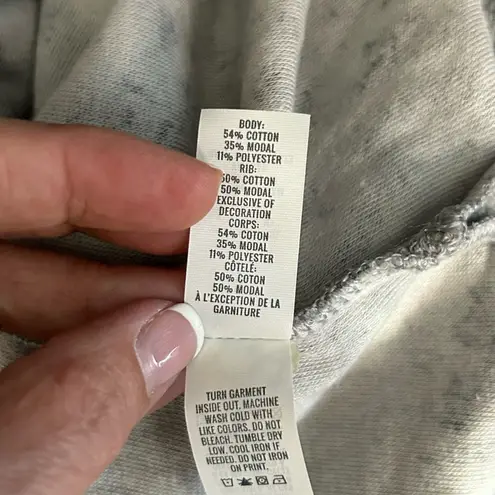 BODY:
54% COTTON
35% MODAL
11% POLYESTER
RIB:
50% COTTON
50% MODAL
EXCLUSIVE OF
DECORATION
CORPS:
54% COTON
35% MODAL
11% POLYESTER
CÔTELÉ:
50% COTON
50% MODAL
À L'EXCEPTION DE LA
GARNITURE
TURN GARMENT
INSIDE OUT. MACHINE
WASH COLD WITH
LIKE COLORS. DO NOT
BLEACH. TUMBLE DRY
LOW. COOL IRON IF
NEEDED. DO NOT IRON
ON PRINT.